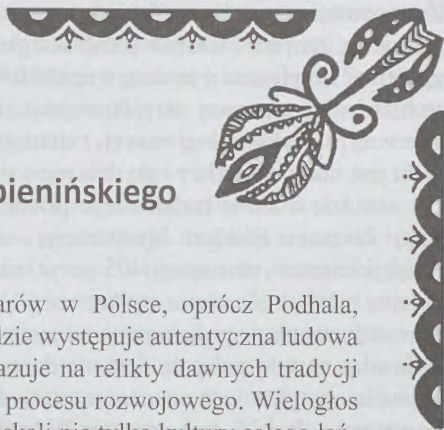 pienińskiego
arów w Polsce, oprócz Podhala,
dzie występuje autentyczna ludowa
azuje na relikty dawnych tradycji
procesu rozwojowego. Wielogłos